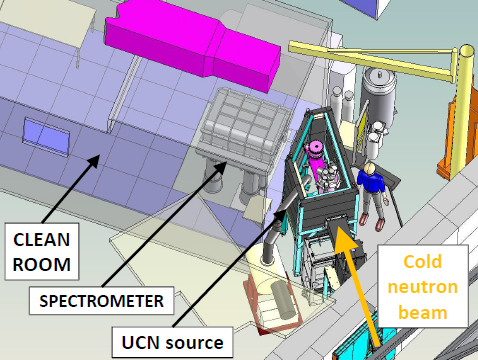 CLEAN
ROOM
SPECTROMETER
UCN source
Cold
neutron
beam